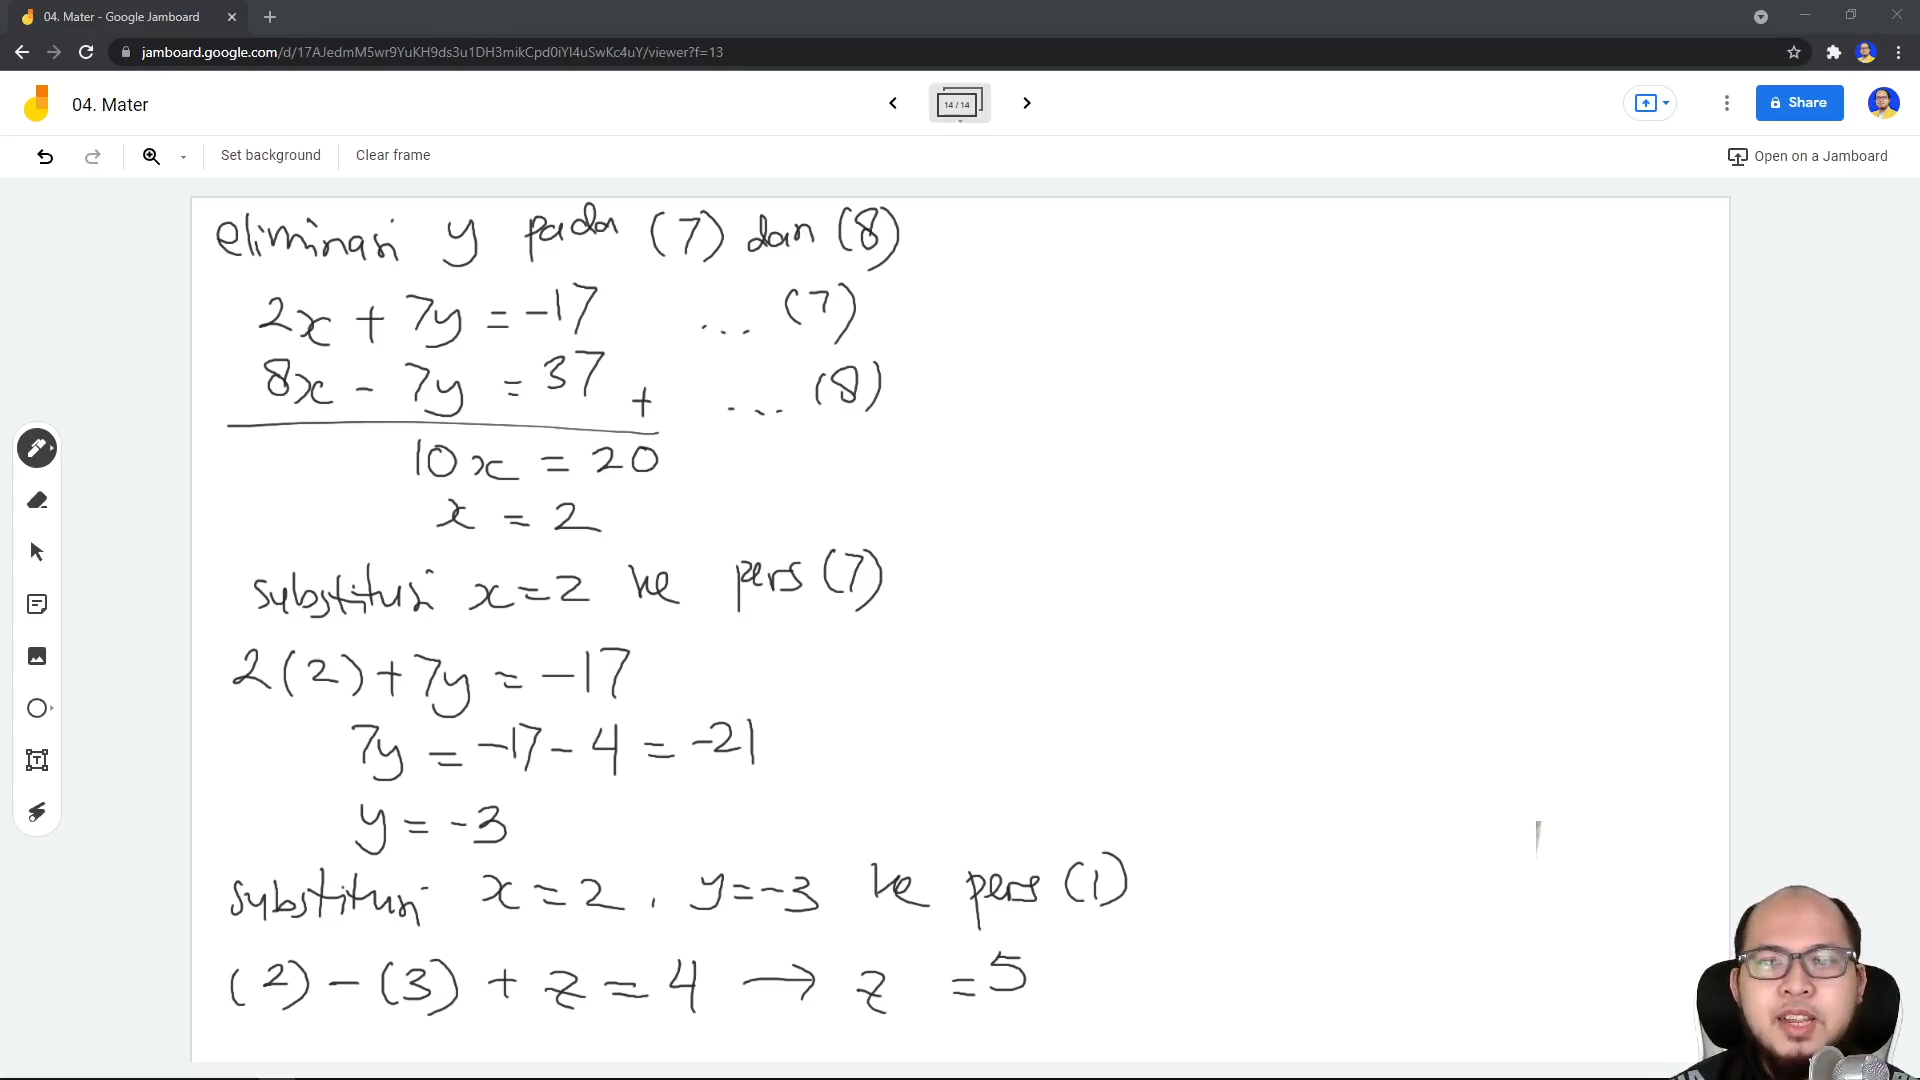 04. Mater - Google Jamboard
jamboard.google.com/d/17AJedmM5wr9YuKH9ds3u1DH3mikCpd0iYI4uSwKc4uY/viewer?f=13
04. Mater
14 / 14
Share
Set background
Clear frame
Open on a Jamboard
eliminasi y pada (7) dan (8)
2x + 7y = -17 ... (7)
8x - 7y = 37 + ... (8)
10x = 20
x = 2
substitusi x=2 ke pers (7)
2(2)+7y = -17
7y = -17-4 = -21
y = -3
substitusi x=2, y=-3 ke pers (1)
(2) - (3) + z = 4 → z = 5